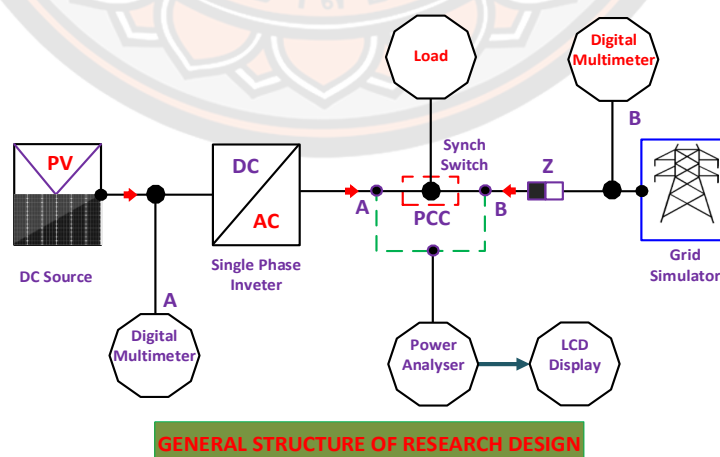 Load
Digital
Multimeter
B
Synch
Switch
Z
PV
DC
AC
A
PCC
B
DC Source
Single Phase
Inveter
Grid
Simulator
A
Digital
Multimeter
Power
Analyser
LCD
Display
GENERAL STRUCTURE OF RESEARCH DESIGN